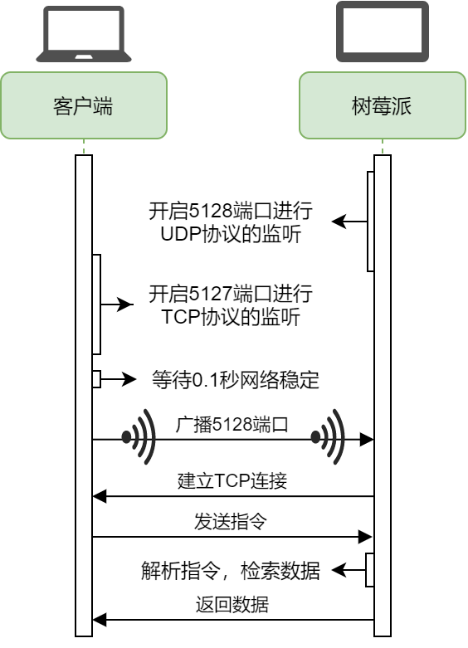 客户端
树莓派
开启5128端口进行
UDP协议的监听
开启5127端口进行
TCP协议的监听
等待0.1秒网络稳定
广播5128端口
建立TCP连接
发送指令
解析指令，检索数据
返回数据